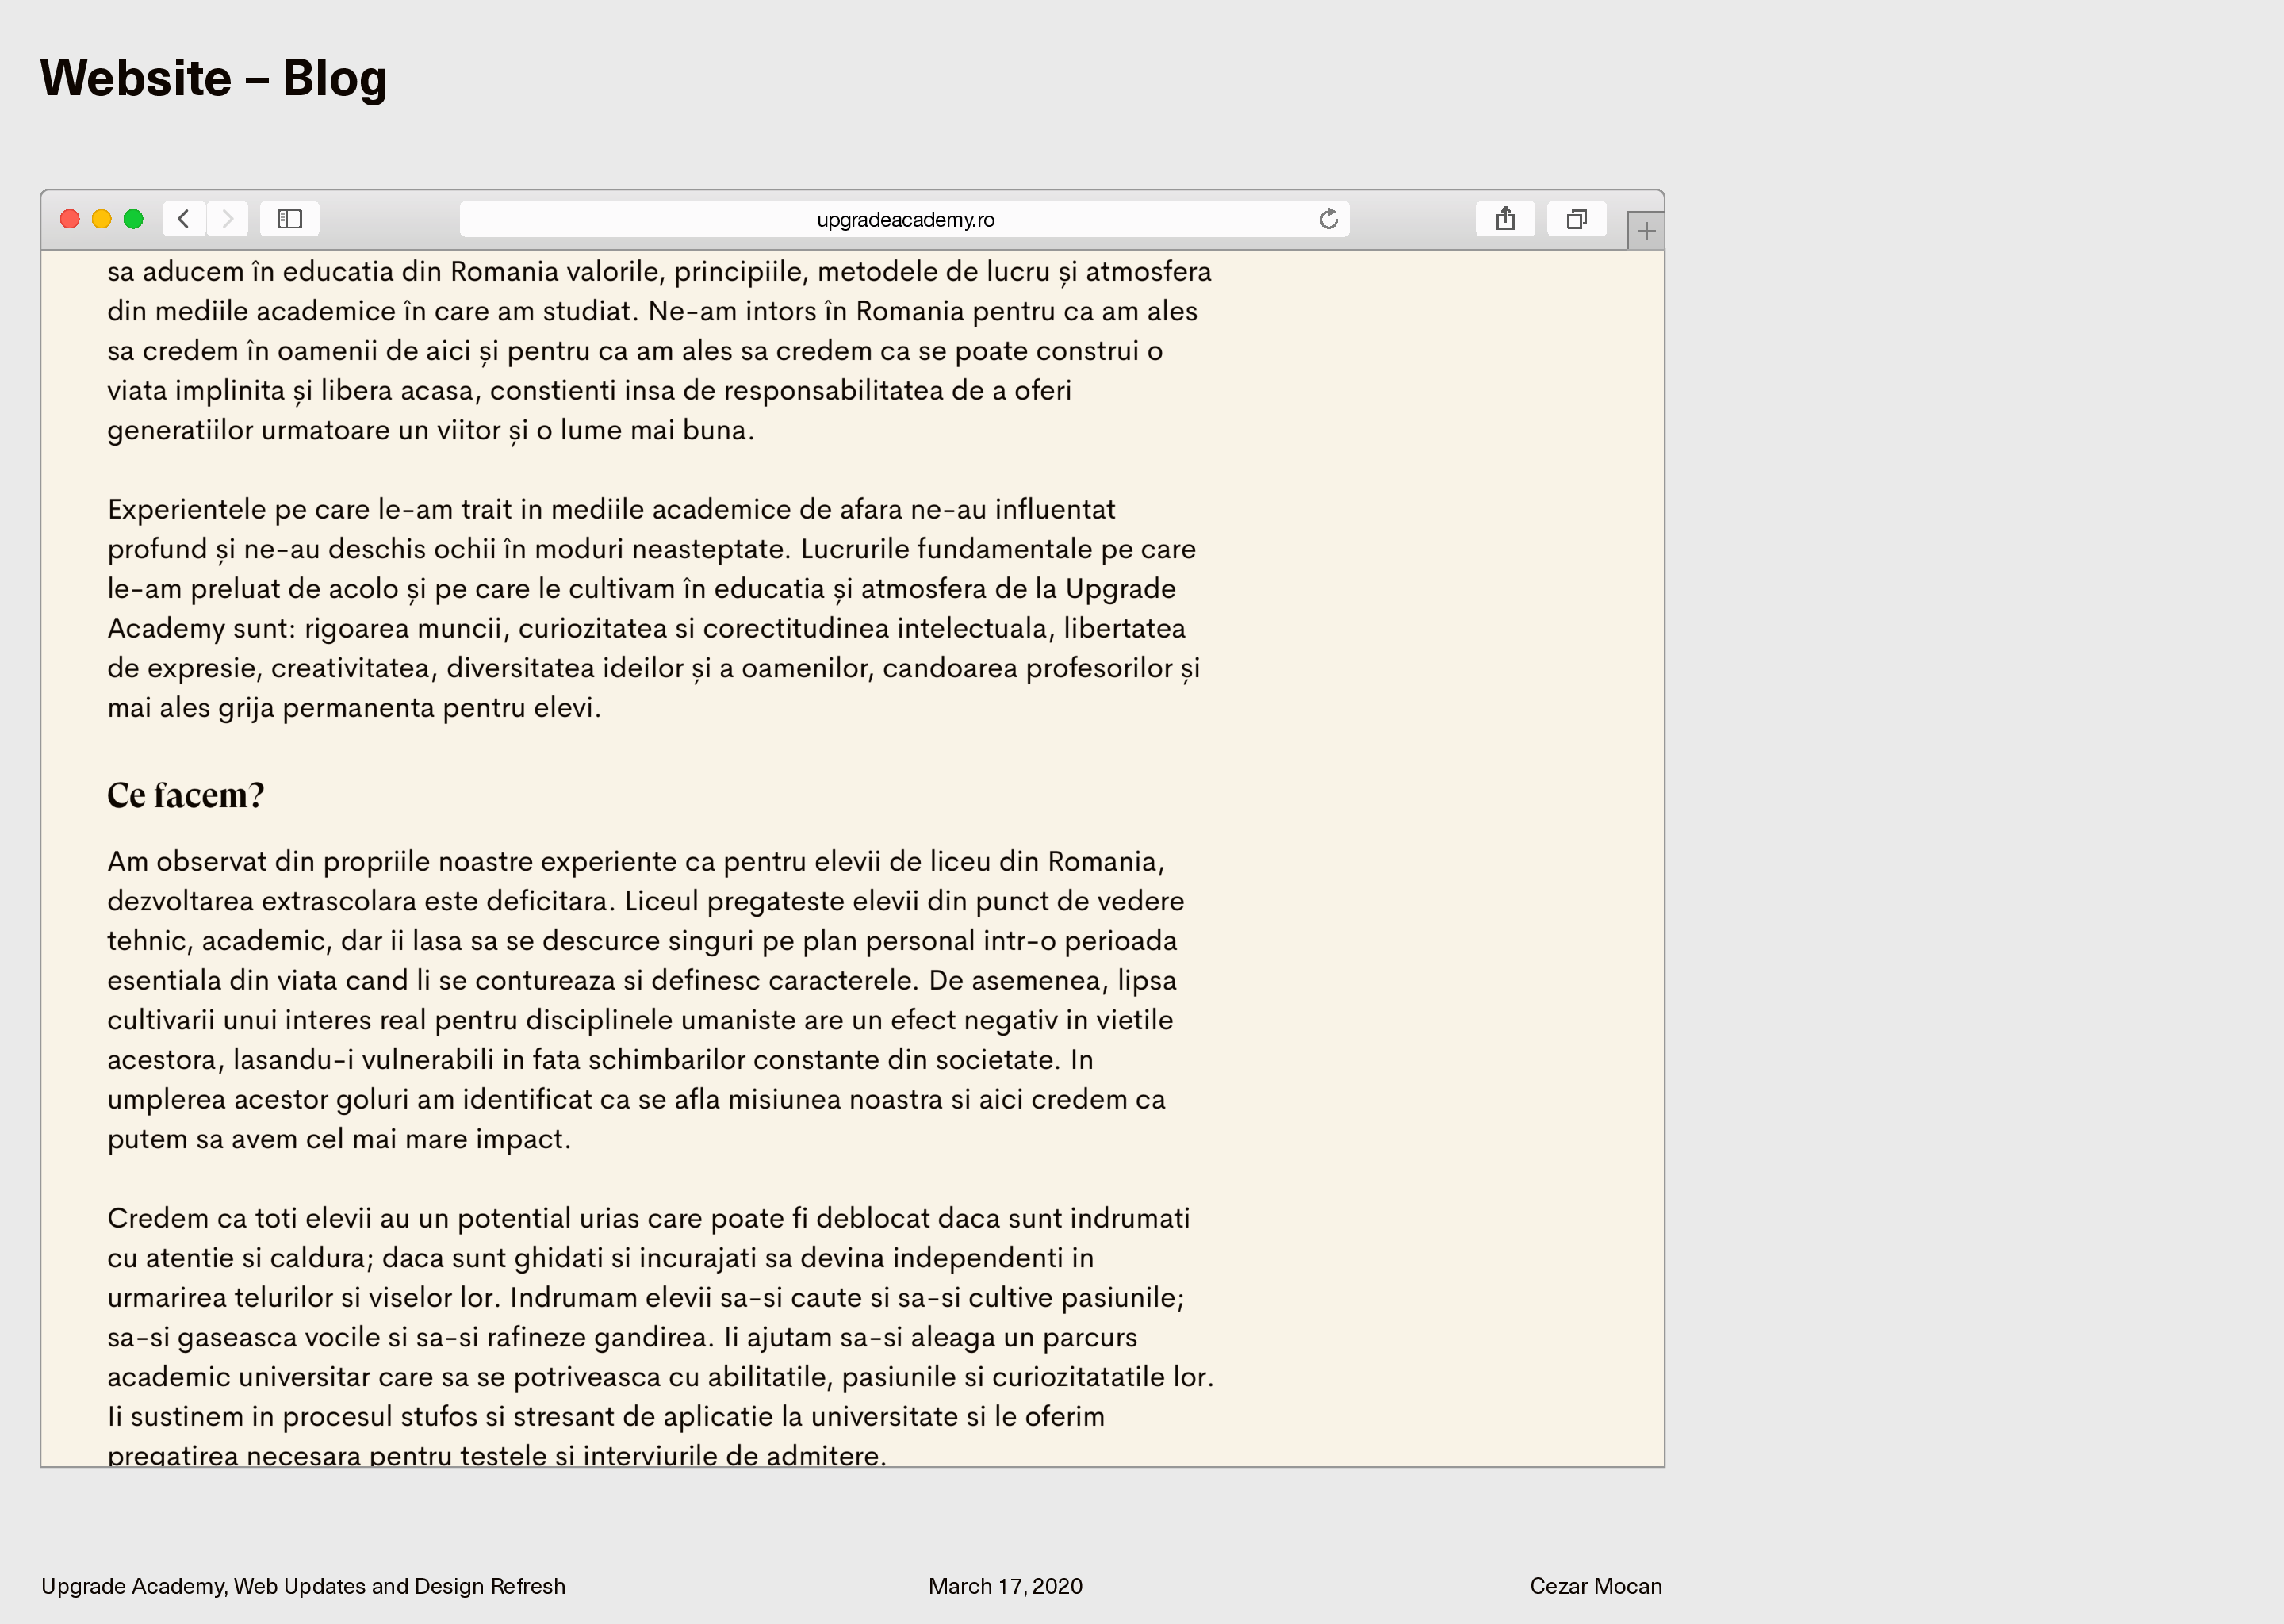 Website – Blog
upgradeacademy.ro
sa aducem în educatia din Romania valorile, principiile, metodele de lucru și atmosfera
din mediile academice în care am studiat. Ne-am intors în Romania pentru ca am ales
sa credem în oamenii de aici și pentru ca am ales sa credem ca se poate construi o
viata implinita și libera acasa, constienti insa de responsabilitatea de a oferi
generatiilor urmatoare un viitor și o lume mai buna.
Experientele pe care le-am trait in mediile academice de afara ne-au influentat
profund și ne-au deschis ochii în moduri neasteptate. Lucrurile fundamentale pe care
le-am preluat de acolo și pe care le cultivam în educatia și atmosfera de la Upgrade
Academy sunt: rigoarea muncii, curiozitatea si corectitudinea intelectuala, libertatea
de expresie, creativitatea, diversitatea ideilor și a oamenilor, candoarea profesorilor și
mai ales grija permanenta pentru elevi.
Ce facem?
Am observat din propriile noastre experiente ca pentru elevii de liceu din Romania,
dezvoltarea extrascolara este deficitara. Liceul pregateste elevii din punct de vedere
tehnic, academic, dar ii lasa sa se descurce singuri pe plan personal intr-o perioada
esentiala din viata cand li se contureaza si definesc caracterele. De asemenea, lipsa
cultivarii unui interes real pentru disciplinele umaniste are un efect negativ in vietile
acestora, lasandu-i vulnerabili in fata schimbarilor constante din societate. In
umplerea acestor goluri am identificat ca se afla misiunea noastra si aici credem ca
putem sa avem cel mai mare impact.
Credem ca toti elevii au un potential urias care poate fi deblocat daca sunt indrumati
cu atentie si caldura; daca sunt ghidati si incurajati sa devina independenti in
urmarirea telurilor si viselor lor. Indrumam elevii sa-si caute si sa-si cultive pasiunile;
sa-si gaseasca vocile si sa-si rafineze gandirea. Ii ajutam sa-si aleaga un parcurs
academic universitar care sa se potriveasca cu abilitatile, pasiunile si curiozitatatile lor.
Ii sustinem in procesul stufos si stresant de aplicatie la universitate si le oferim
pregatirea necesara pentru testele si interviurile de admitere.
Upgrade Academy, Web Updates and Design Refresh
March 17, 2020
Cezar Mocan